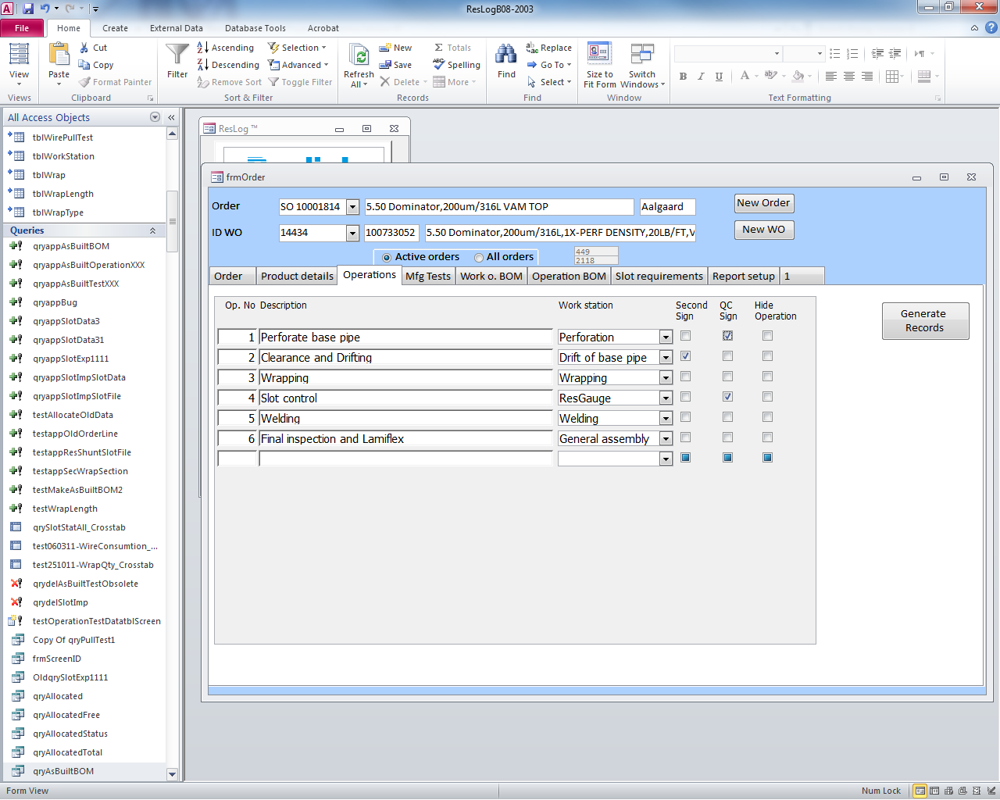 ResLogB08-2003
File Home Create External Data Database Tools Acrobat
View
Views
Paste
Cut
Copy
Format Painter
Clipboard
Filter
Ascending
Descending
Remove Sort
Selection
Advanced
Toggle Filter
Sort & Filter
Refresh All
New
Save
Delete
Totals
Spelling
More
Records
Find
Replace
Go To
Select
Find
Size to Fit Form
Switch Windows
Window
B I U A
Text Formatting
All Access Objects
tblWirePullTest
tblWorkStation
tblWrap
tblWrapLength
tblWrapType
Queries
qryappAsBuiltBOM
qryappAsBuiltOperationXXX
qryappAsBuiltTestXXX
qryappBug
qryappSlotData3
qryappSlotData31
qryappSlotExp1111
qryappSlotImpSlotData
qryappSlotImpSlotFile
testAllocateOldData
testappOldOrderLine
testappResShuntSlotFile
testappSecWrapSection
testMakeAsBuiltBOM2
testWrapLength
qrySlotStatAll_Crosstab
test060311-WireConsumtion_...
test251011-WrapQty_Crosstab
qrydelAsBuiltTestObsolete
qrydelSlotImp
testOperationTestDatatblScreen
Copy Of qryPullTest1
frmScreenID
OldqrySlotExp1111
qryAllocated
qryAllocatedFree
qryAllocatedStatus
qryAllocatedTotal
qryAsBuiltBOM
ResLog ™
frmOrder
Order SO 10001814 5.50 Dominator,200um/316L VAM TOP Aalgaard New Order
ID WO 14434 100733052 5.50 Dominator,200um/316L,1X-PERF DENSITY,20LB/FT,V New WO
Active orders All orders 449
2118
Order Product details Operations Mfg Tests Work o. BOM Operation BOM Slot requirements Report setup 1
Op. No Description Work station Second Sign QC Sign Hide Operation
Generate Records
1 Perforate base pipe Perforation
2 Clearance and Drifting Drift of base pipe
3 Wrapping Wrapping
4 Slot control ResGauge
5 Welding Welding
6 Final inspection and Lamiflex General assembly
Form View Num Lock